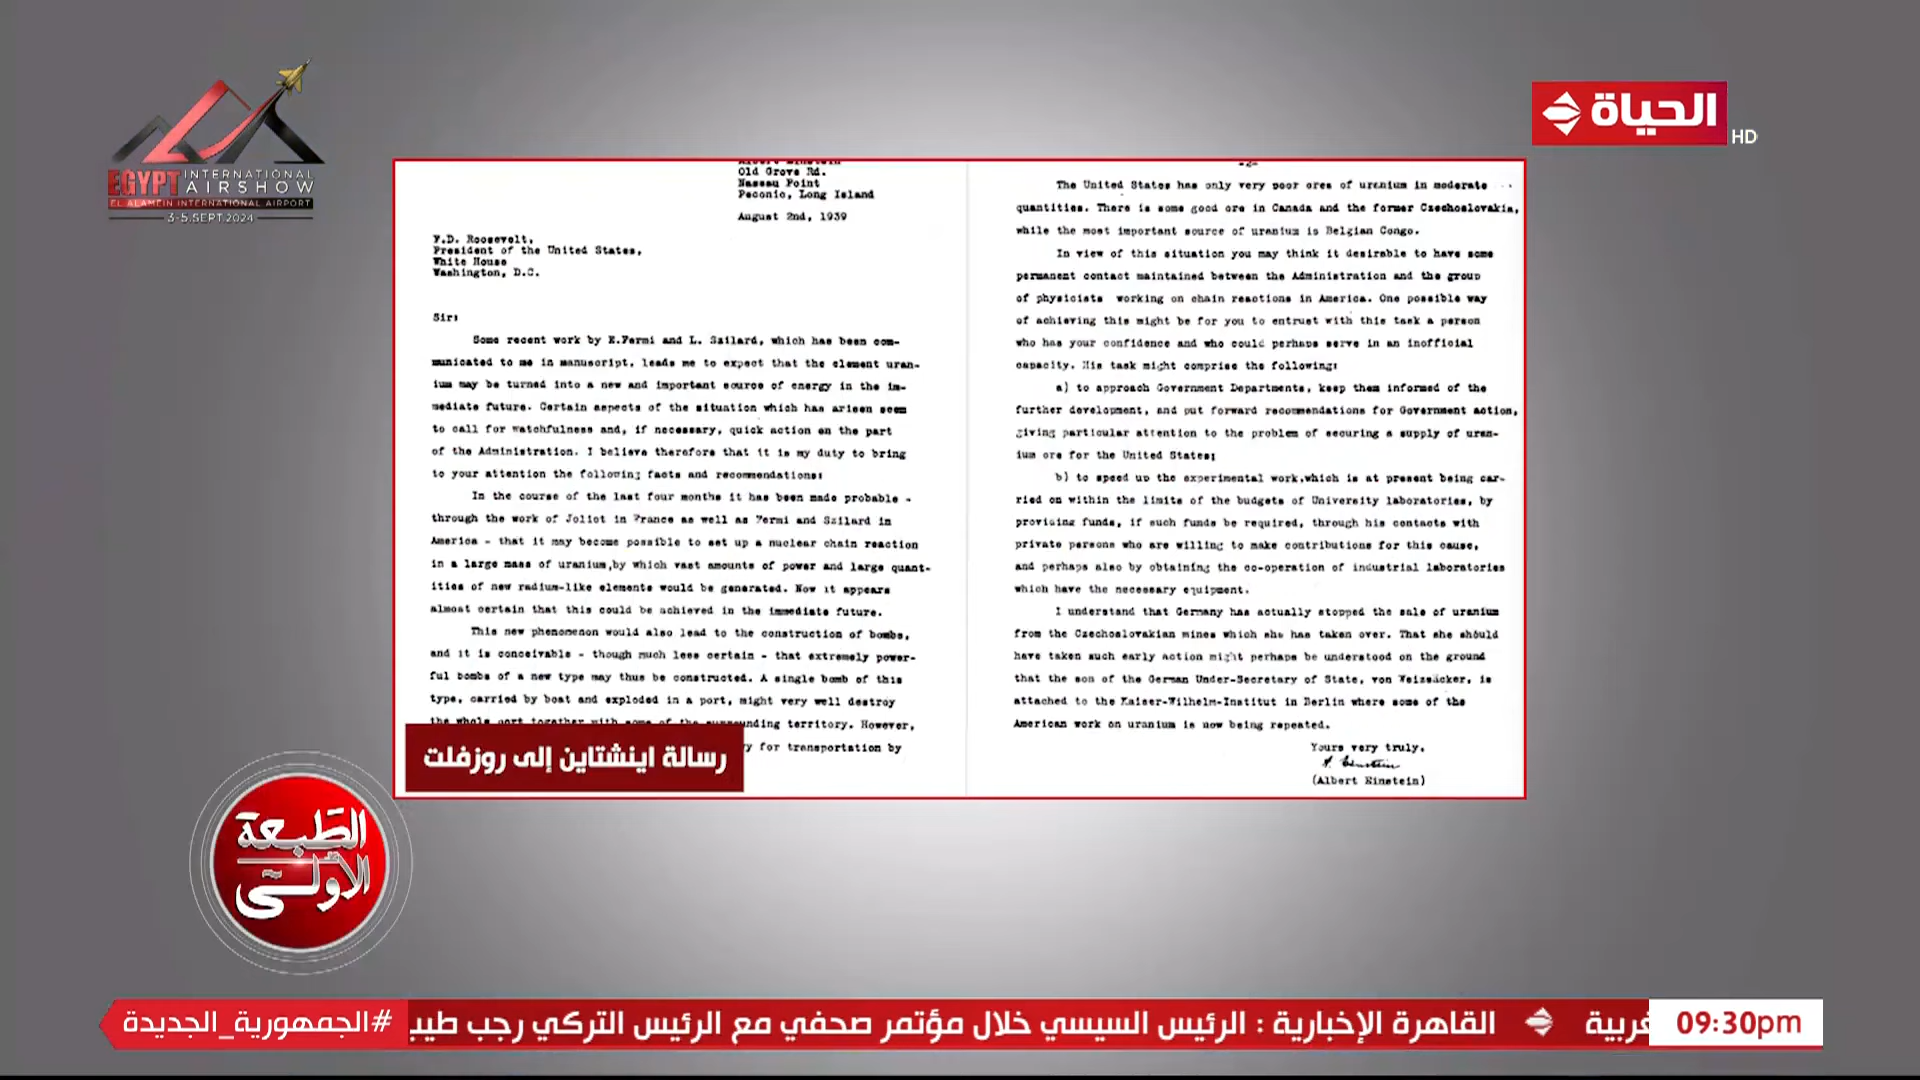 EGYPT INTERNATIONAL AIRSHOW
EL ALAMEIN INTERNATIONAL AIRPORT
3-5.SEPT.2024
الحياة
HD
Albert Einstein
Old Grove Rd.
Nassau Point
Peconic, Long Island
August 2nd, 1939
F.D. Roosevelt,
President of the United States,
White House
Washington, D.C.
Sir:
Some recent work by E.Fermi and L. Szilard, which has been com-
municated to me in manuscript, leads me to expect that the element uran-
ium may be turned into a new and important source of energy in the im-
mediate future. Certain aspects of the situation which has arisen seem
to call for watchfulness and, if necessary, quick action on the part
of the Administration. I believe therefore that it is my duty to bring
to your attention the following facts and recommendations:
In the course of the last four months it has been made probable -
through the work of Joliot in France as well as Fermi and Szilard in
America - that it may become possible to set up a nuclear chain reaction
in a large mass of uranium,by which vast amounts of power and large quant-
ities of new radium-like elements would be generated. Now it appears
almost certain that this could be achieved in the immediate future.
This new phenomenon would also lead to the construction of bombs,
and it is conceivable - though much less certain - that extremely power-
ful bombs of a new type may thus be constructed. A single bomb of this
type, carried by boat and exploded in a port, might very well destroy
the whole port together with some of the surrounding territory. However,
for transportation by
-2-
The United States has only very poor ores of uranium in moderate
quantities. There is some good ore in Canada and the former Czechoslovakia,
while the most important source of uranium is Belgian Congo.
In view of this situation you may think it desirable to have some
permanent contact maintained between the Administration and the group
of physicists working on chain reactions in America. One possible way
of achieving this might be for you to entrust with this task a person
who has your confidence and who could perhaps serve in an inofficial
capacity. His task might comprise the following:
a) to approach Government Departments, keep them informed of the
further development, and put forward recommendations for Government action,
giving particular attention to the problem of securing a supply of uran-
ium ore for the United States;
b) to speed up the experimental work,which is at present being car-
ried on within the limits of the budgets of University laboratories, by
providing funds, if such funds be required, through his contacts with
private persons who are willing to make contributions for this cause,
and perhaps also by obtaining the co-operation of industrial laboratories
which have the necessary equipment.
I understand that Germany has actually stopped the sale of uranium
from the Czechoslovakian mines which she has taken over. That she should
have taken such early action might perhaps be understood on the ground
that the son of the German Under-Secretary of State, von Weizsäcker, is
attached to the Kaiser-Wilhelm-Institut in Berlin where some of the
American work on uranium is now being repeated.
Yours very truly,
A. Einstein
(Albert Einstein)
رسالة اينشتاين إلى روزفلت
الطبعة
الأولى
09:30pm
القاهرة الإخبارية : الرئيس السيسي خلال مؤتمر صحفي مع الرئيس التركي رجب طيب
#الجمهورية_الجديدة